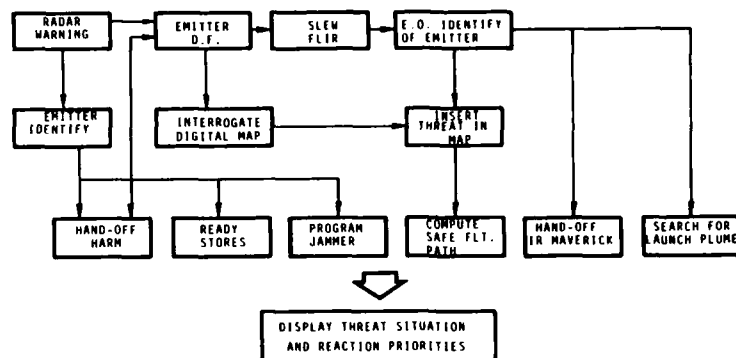 RADAR
WARNING
EMITTER
D.F.
SLEW
FLIR
E.O. IDENTIFY
OF EMITTER
EMITTER
IDENTIFY
INTERROGATE
DIGITAL MAP
INSERT
THREAT IN
MAP
HAND-OFF
HARM
READY
STORES
PROGRAM
JAMMER
COMPUTE
SAFE FLT.
PATH
HAND-OFF
IR MAVERICK
SEARCH FOR
LAUNCH PLUME
DISPLAY THREAT SITUATION
AND REACTION PRIORITIES